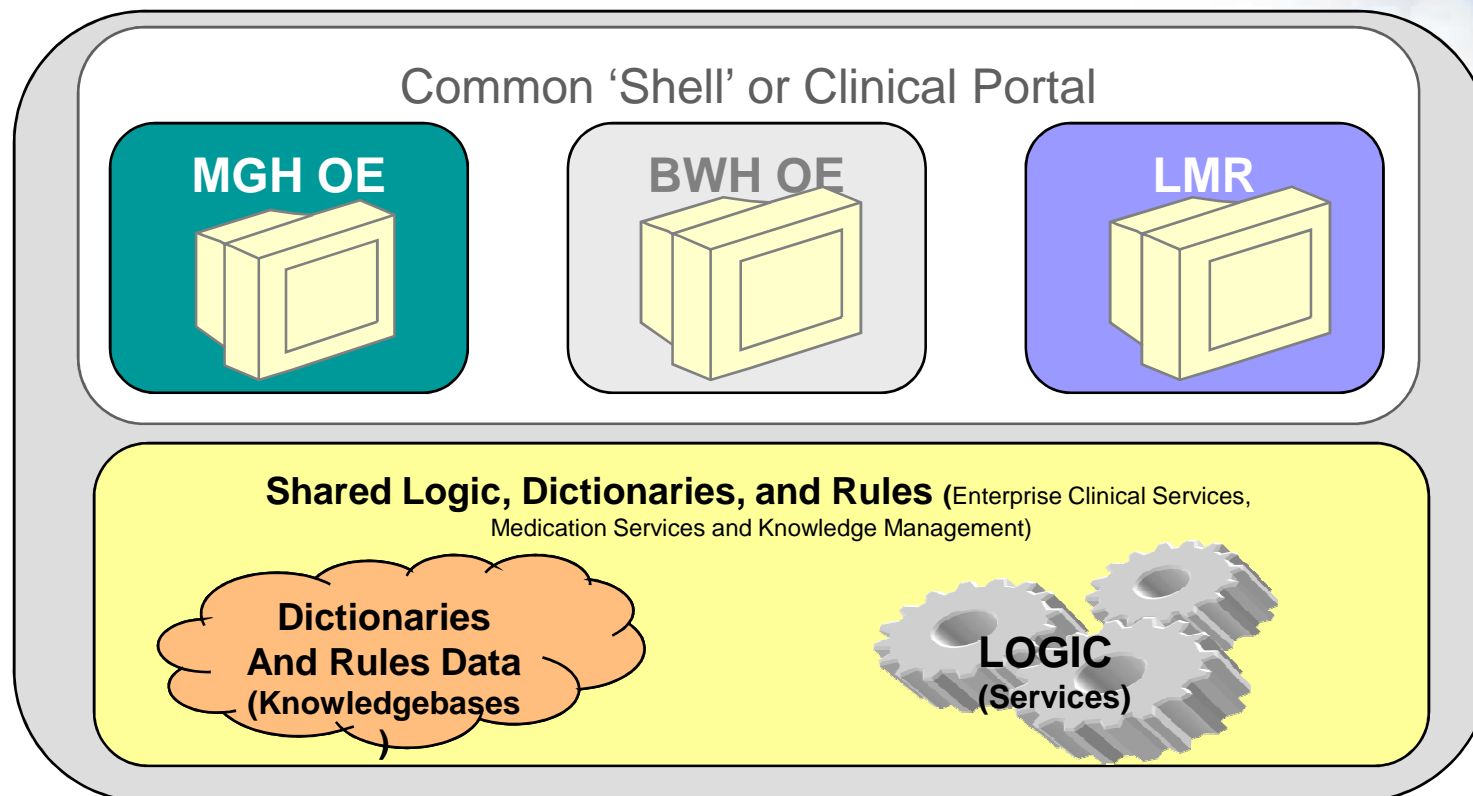 Common ‘Shell’ or Clinical Portal
MGH OE
BWH OE
LMR
Shared Logic, Dictionaries, and Rules (Enterprise Clinical Services,
Medication Services and Knowledge Management)
Dictionaries
And Rules Data
(Knowledgebases
)
LOGIC
(Services)